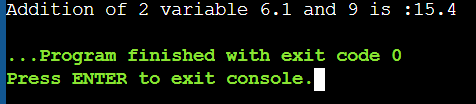 Addition of 2 variable 6.1 and 9 is :15.4
...Program finished with exit code 0
Press ENTER to exit console.